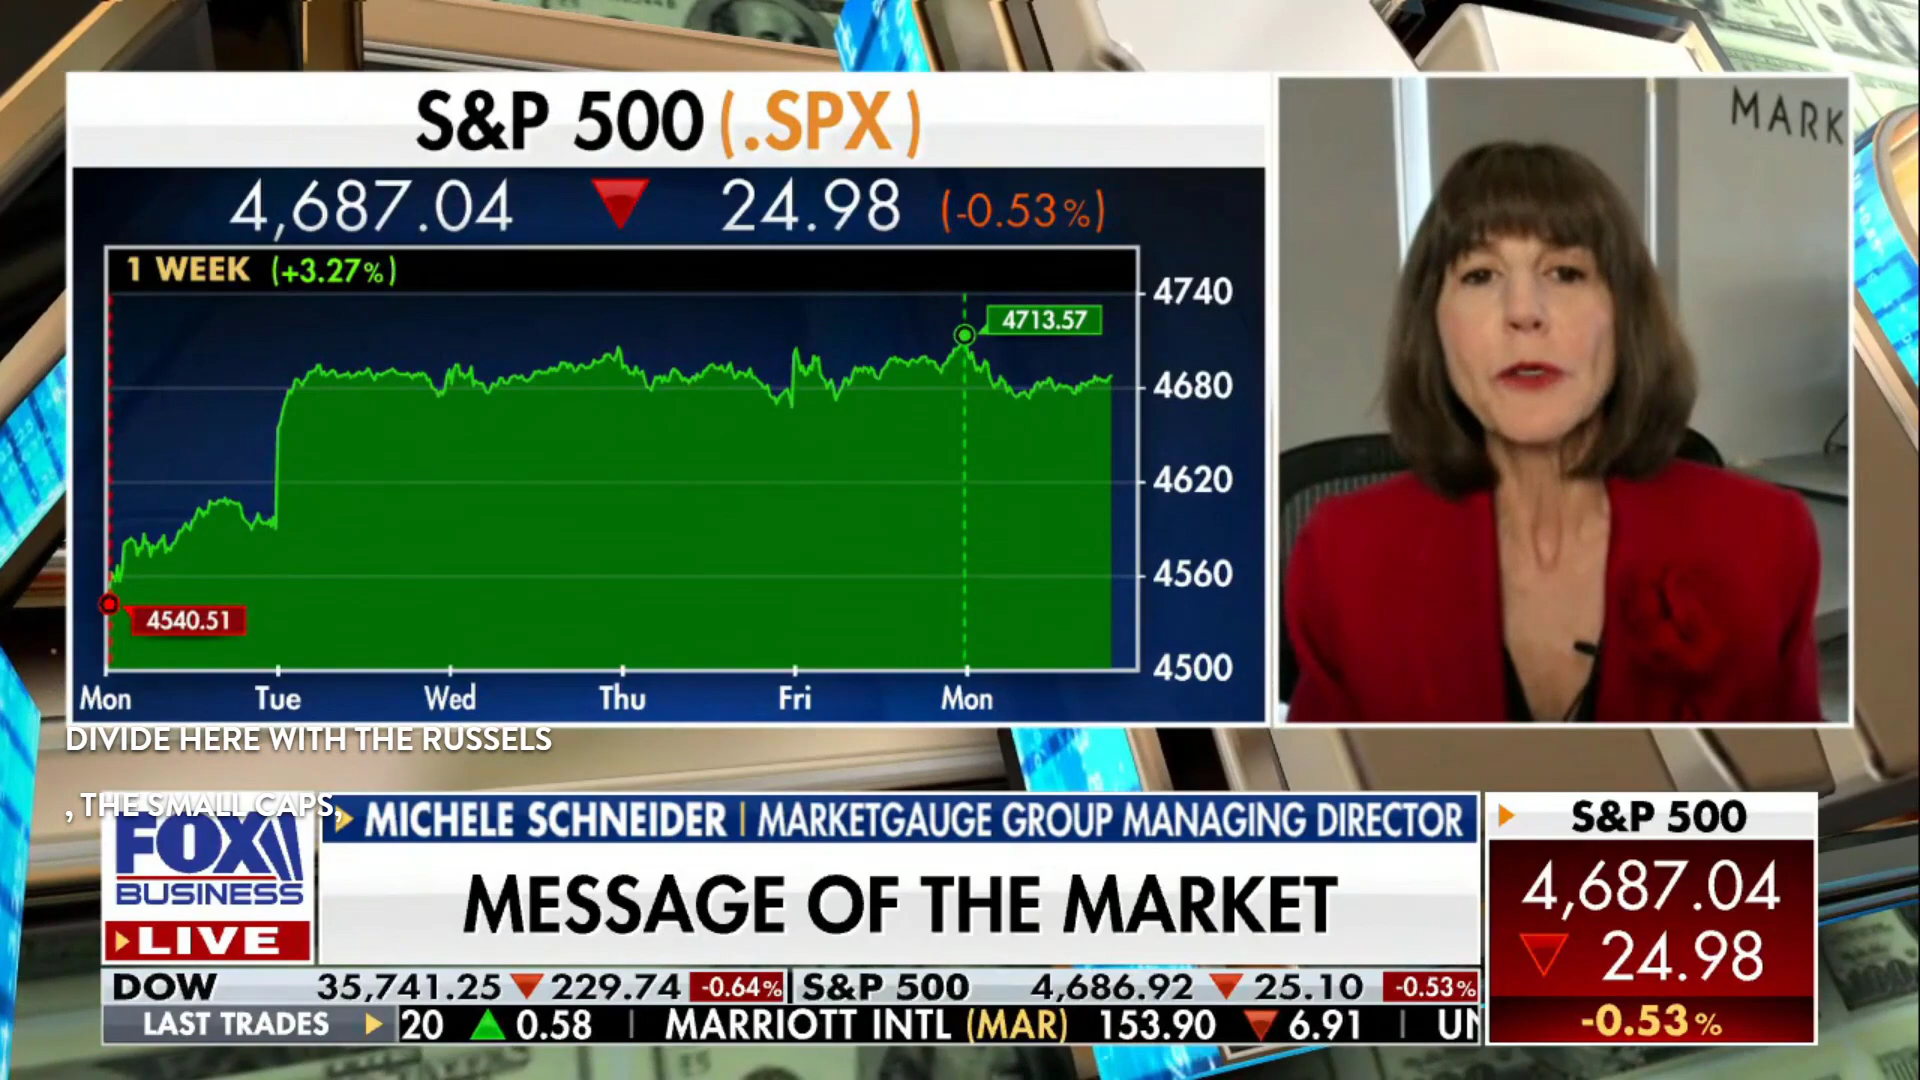 S&P 500 (.SPX)
4,687.04 ▼ 24.98 (-0.53%)
1 WEEK (+3.27%)
4740
4713.57
4680
4620
4560
4540.51
4500
Mon Tue Wed Thu Fri Mon
MARK
DIVIDE HERE WITH THE RUSSELS
, THE SMALL CAPS,
FOX
BUSINESS
LIVE
MICHELE SCHNEIDER | MARKETGAUGE GROUP MANAGING DIRECTOR
MESSAGE OF THE MARKET
S&P 500
4,687.04
▽ 24.98
-0.53%
DOW 35,741.25 ▼ 229.74 -0.64% | S&P 500 4,686.92 ▼ 25.10 -0.53%
LAST TRADES 20 ▲ 0.58 | MARRIOTT INTL (MAR) 153.90 ▼ 6.91 |